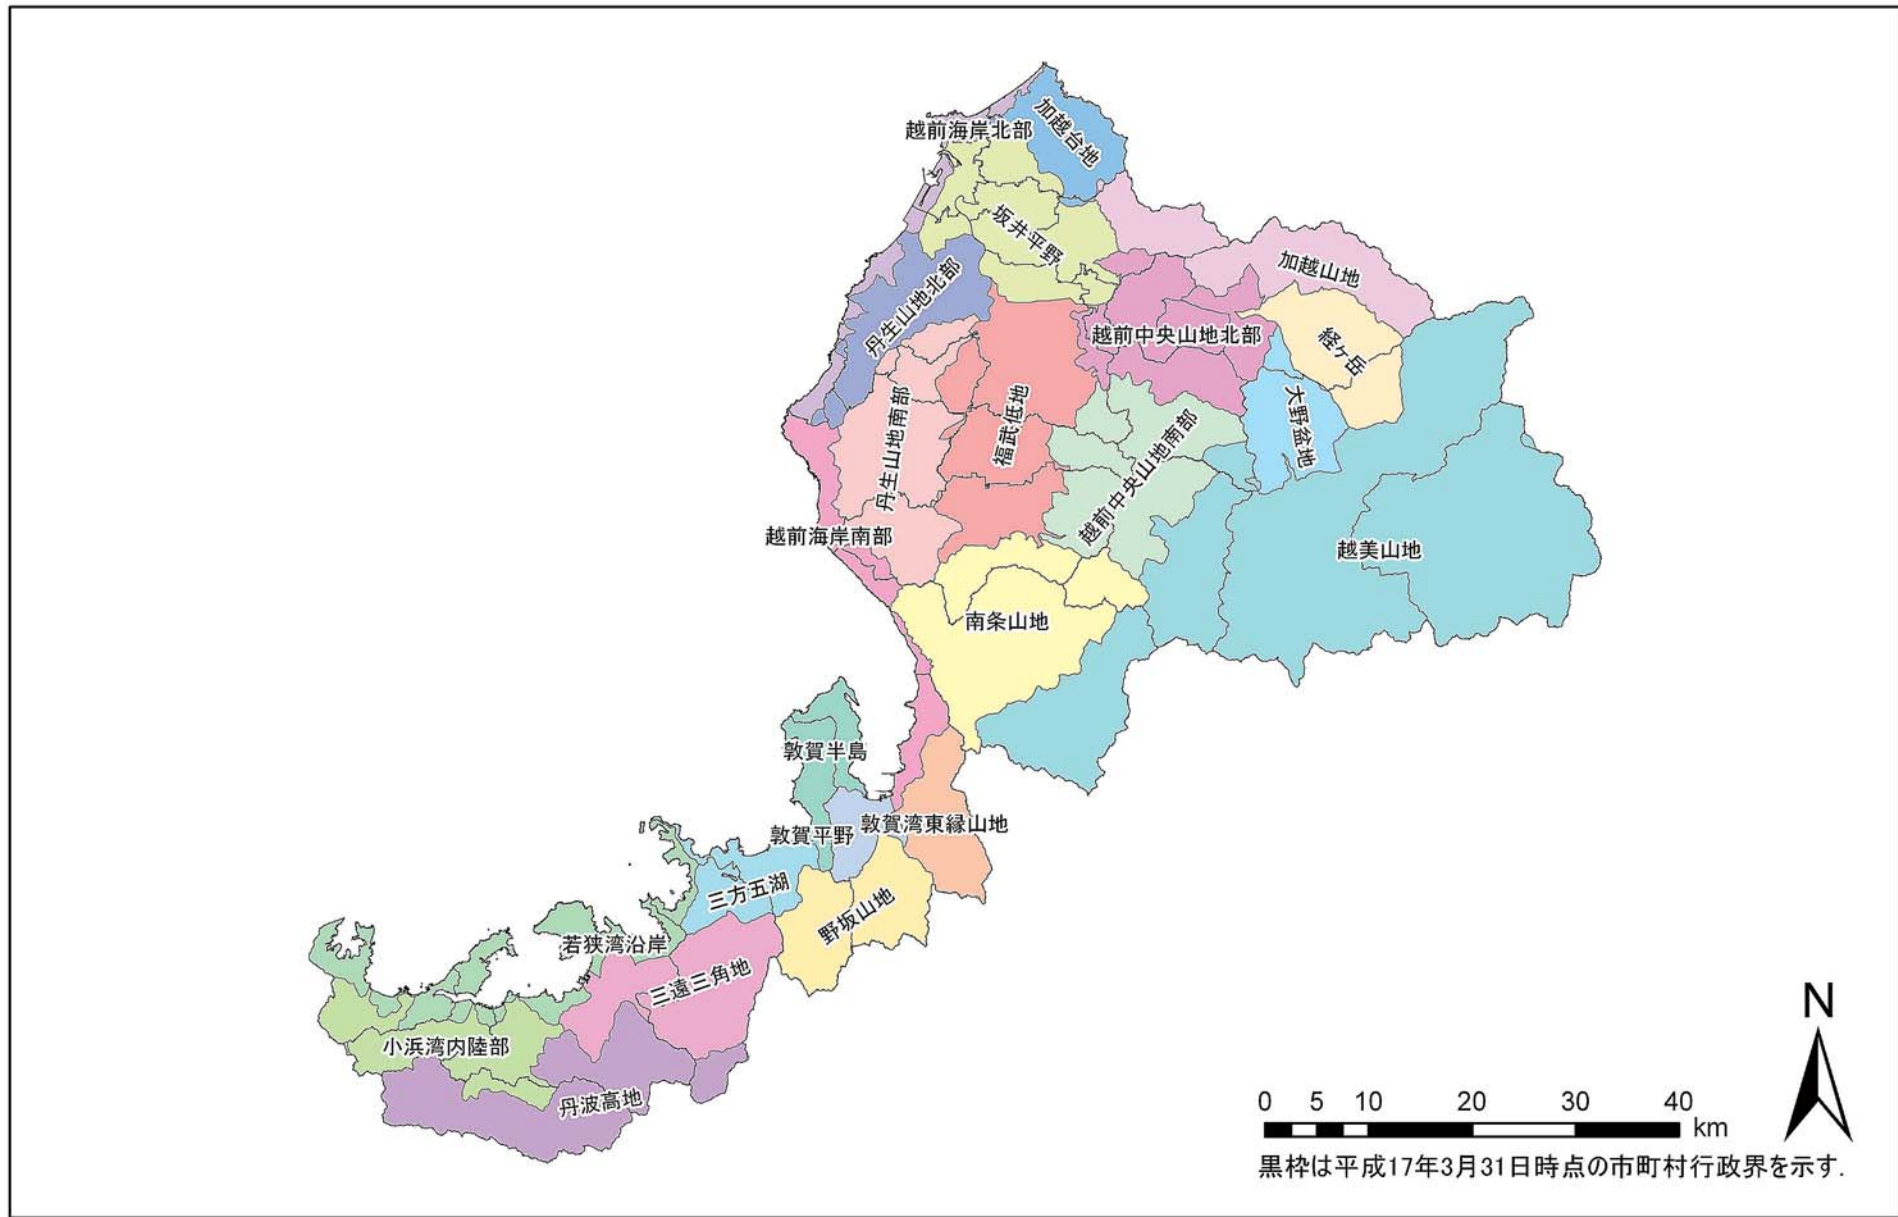 加越台地
越前海岸北部
坂井平野
加越山地
丹生山地北部
越前中央山地北部
経ヶ岳
大野盆地
丹生山地南部
福武低地
越前中央山地南部
越前海岸南部
越美山地
南条山地
敦賀半島
敦賀平野
敦賀湾東縁山地
三方五湖
野坂山地
若狭湾沿岸
三遠三角地
小浜湾内陸部
丹波高地
N
0 5 10 20 30 40
km
黒枠は平成17年3月31日時点の市町村行政界を示す.